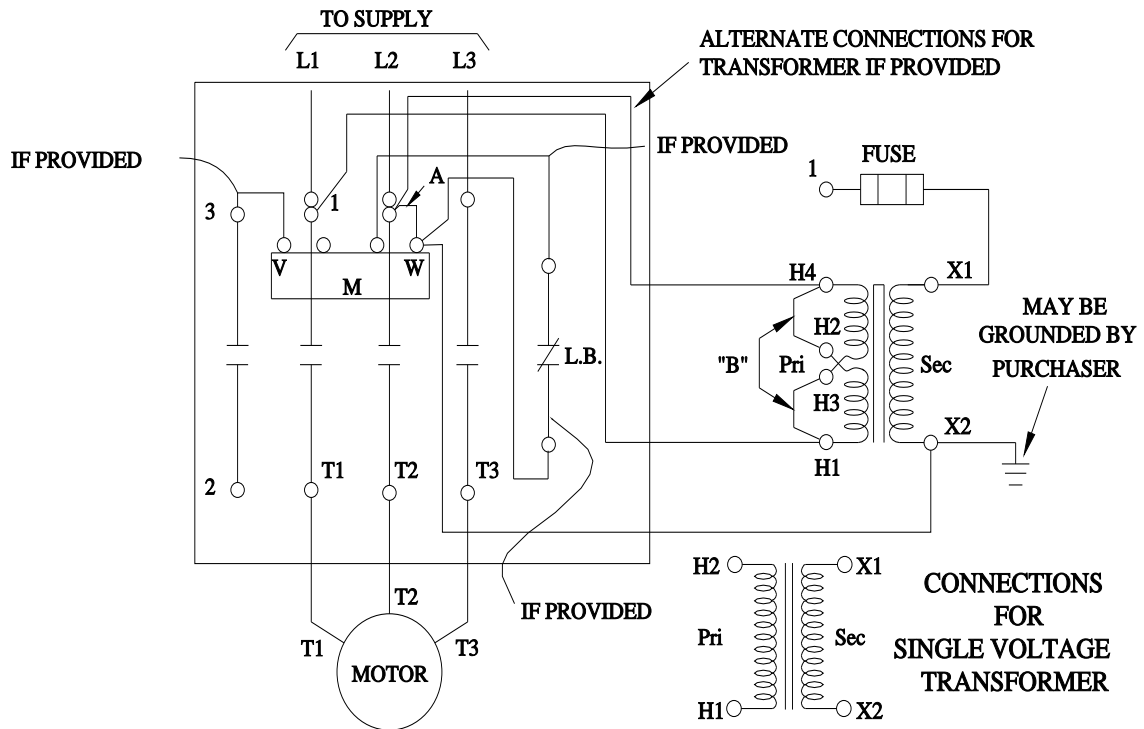 TO SUPPLY
L1 L2 L3
ALTERNATE CONNECTIONS FOR
TRANSFORMER IF PROVIDED
IF PROVIDED
IF PROVIDED
A
3
1
V
W
M
L.B.
1
FUSE
H4
X1
H2
"B"
Pri
Sec
H3
H1
X2
MAY BE
GROUNDED BY
PURCHASER
2
T1 T2 T3
IF PROVIDED
T2
T1 T3
MOTOR
H2 X1
Pri Sec
H1 X2
CONNECTIONS
FOR
SINGLE VOLTAGE
TRANSFORMER